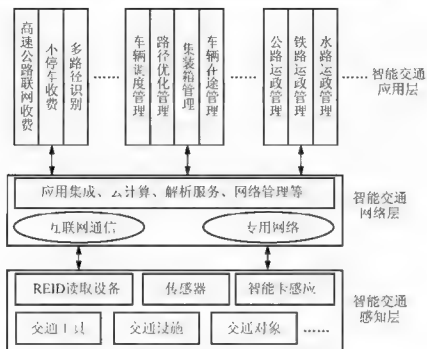 高速公路联网收费
不停车收费
多路径识别
……
车辆调度管理
路径优化管理
集装箱管理
车辆在途管理
……
公路运政管理
铁路运政管理
水路运政管理
……
智能交通
应用层
应用集成、云计算、解析服务、网络管理等
互联网通信
专用网络
智能交通
网络层
REID读取设备
传感器
智能卡感应
交通工具
交通设施
交通对象
……
智能交通
感知层